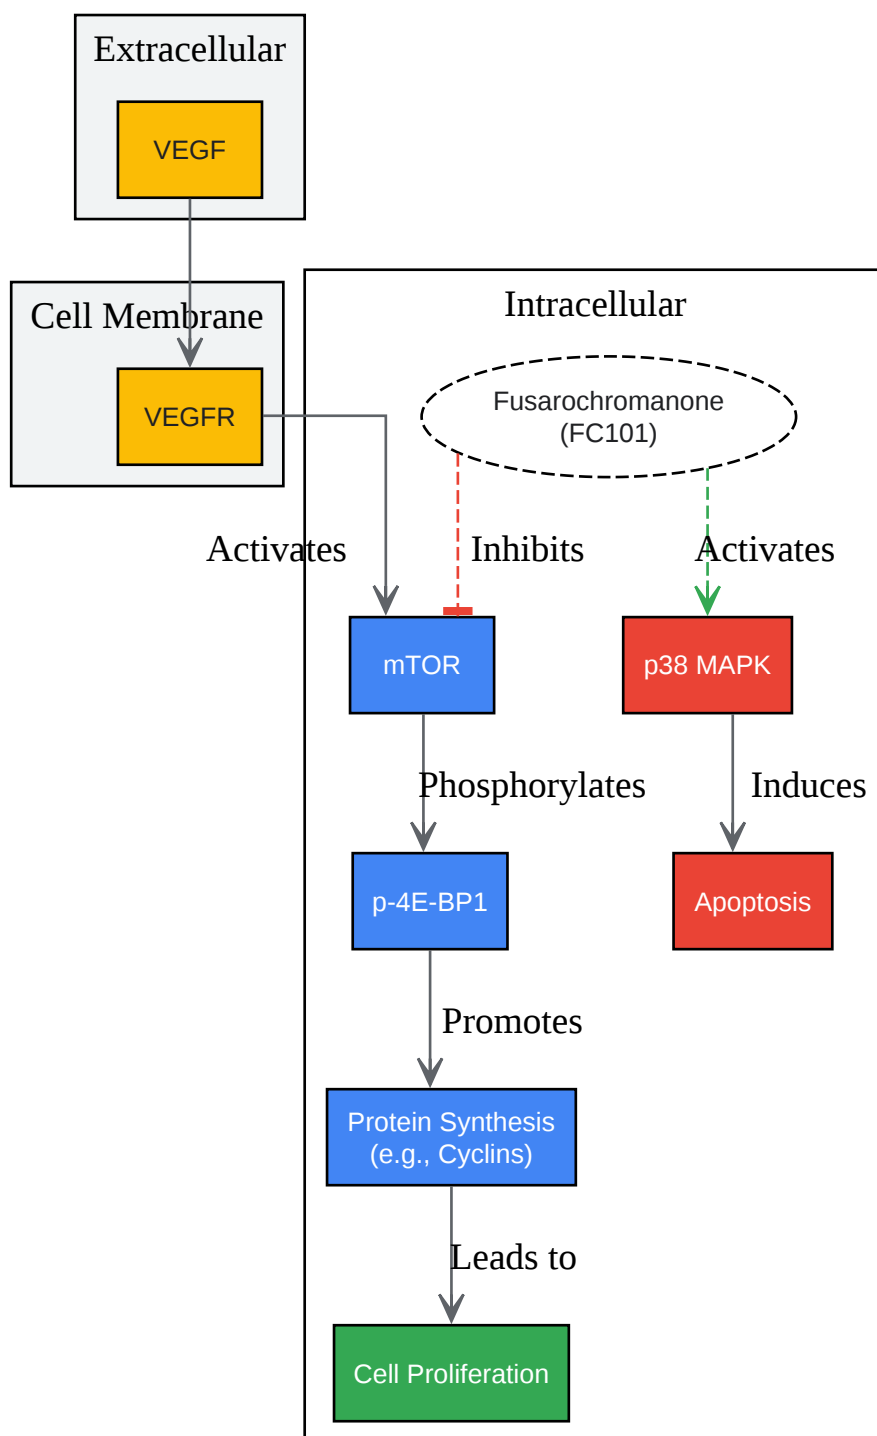 Extracellular
VEGF
Cell Membrane
VEGFR
Intracellular
Fusarochromanone
(FC101)
Activates
Inhibits
Activates
mTOR
p38 MAPK
Phosphorylates
Induces
p-4E-BP1
Apoptosis
Promotes
Protein Synthesis
(e.g., Cyclins)
Leads to
Cell Proliferation